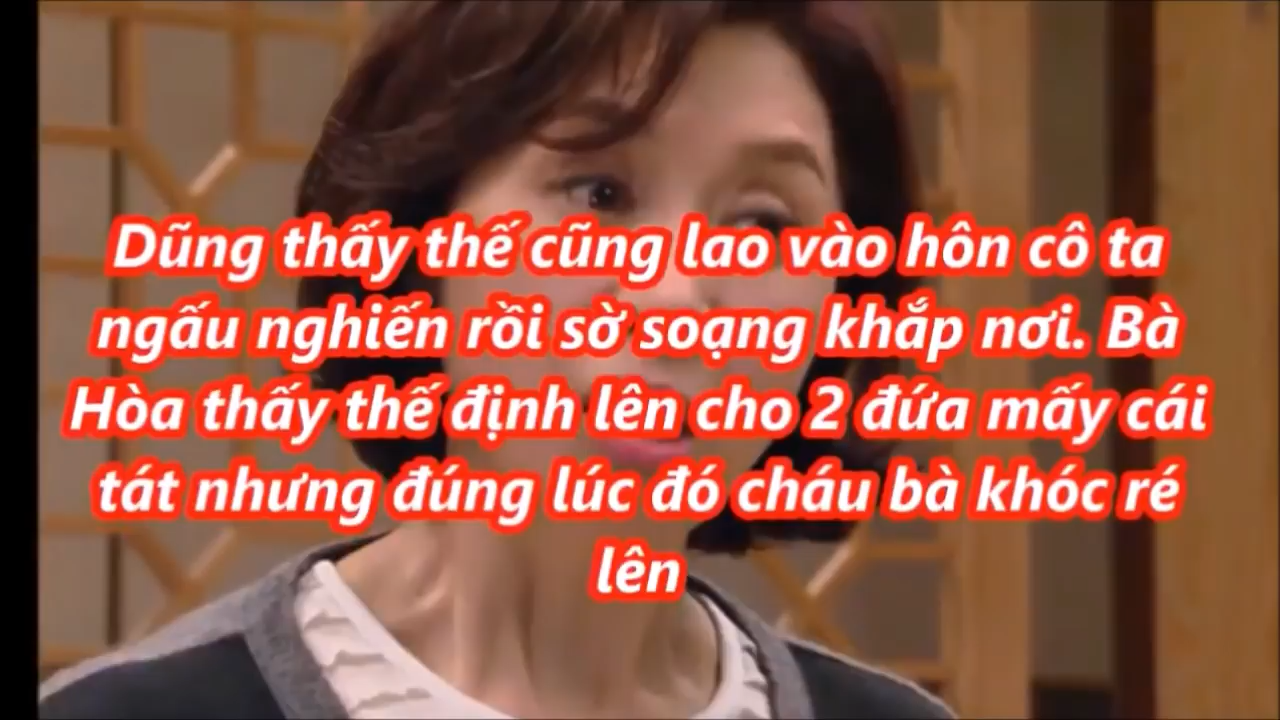 Dũng thấy thế cũng lao vào hôn cô ta
ngấu nghiến rồi sờ soạng khắp nơi. Bà
Hòa thấy thế định lên cho 2 đứa mấy cái
tát nhưng đúng lúc đó cháu bà khóc ré
lên